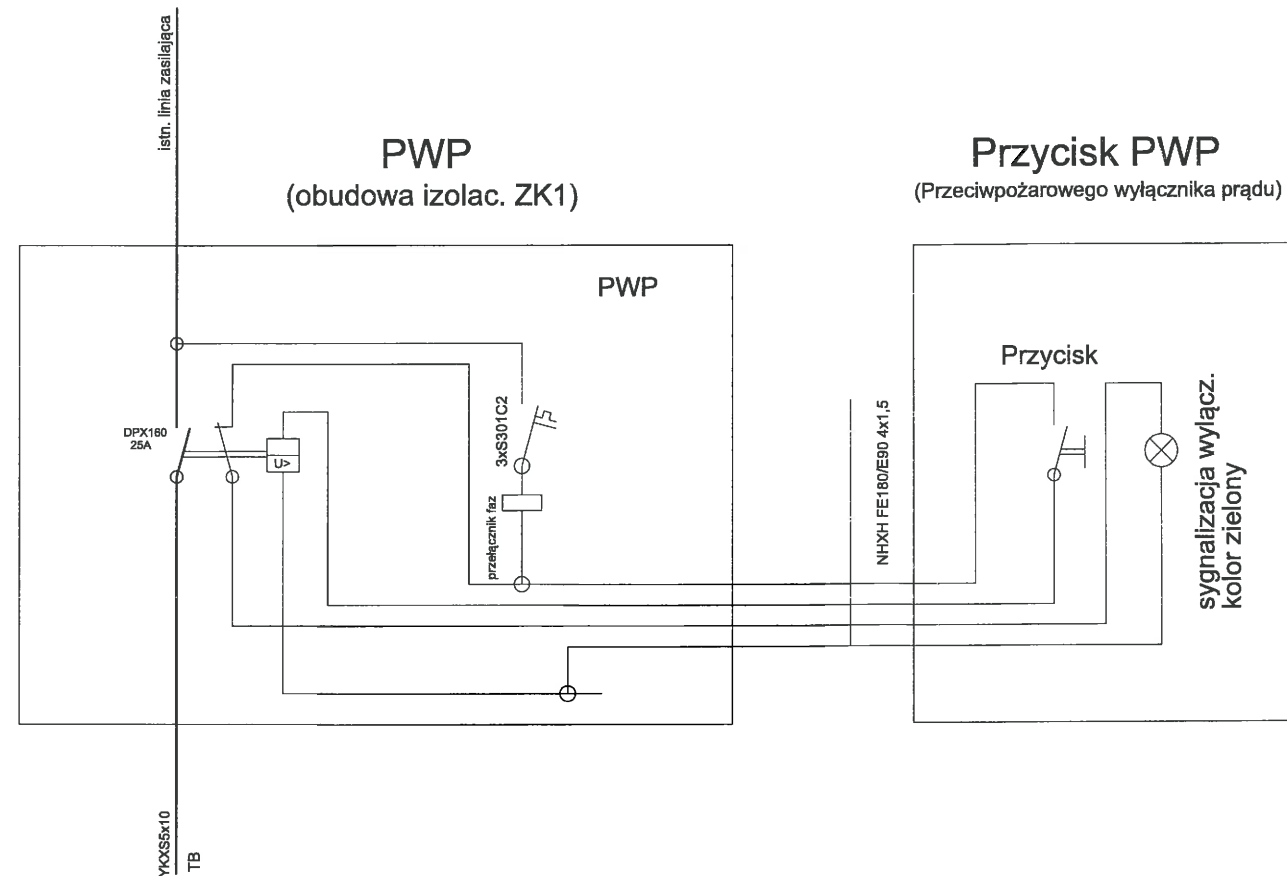 istn. linia zasilająca
PWP
(obudowa izolac. ZK1)
Przycisk PWP
(Przeciwpożarowego wyłącznika prądu)
PWP
Przycisk
DPX160
25A
U>
3xS301C2
przełącznik faz
NHXH FE180/E90 4x1,5
sygnalizacja wyłącz.
kolor zielony
YKXS5x10
TB